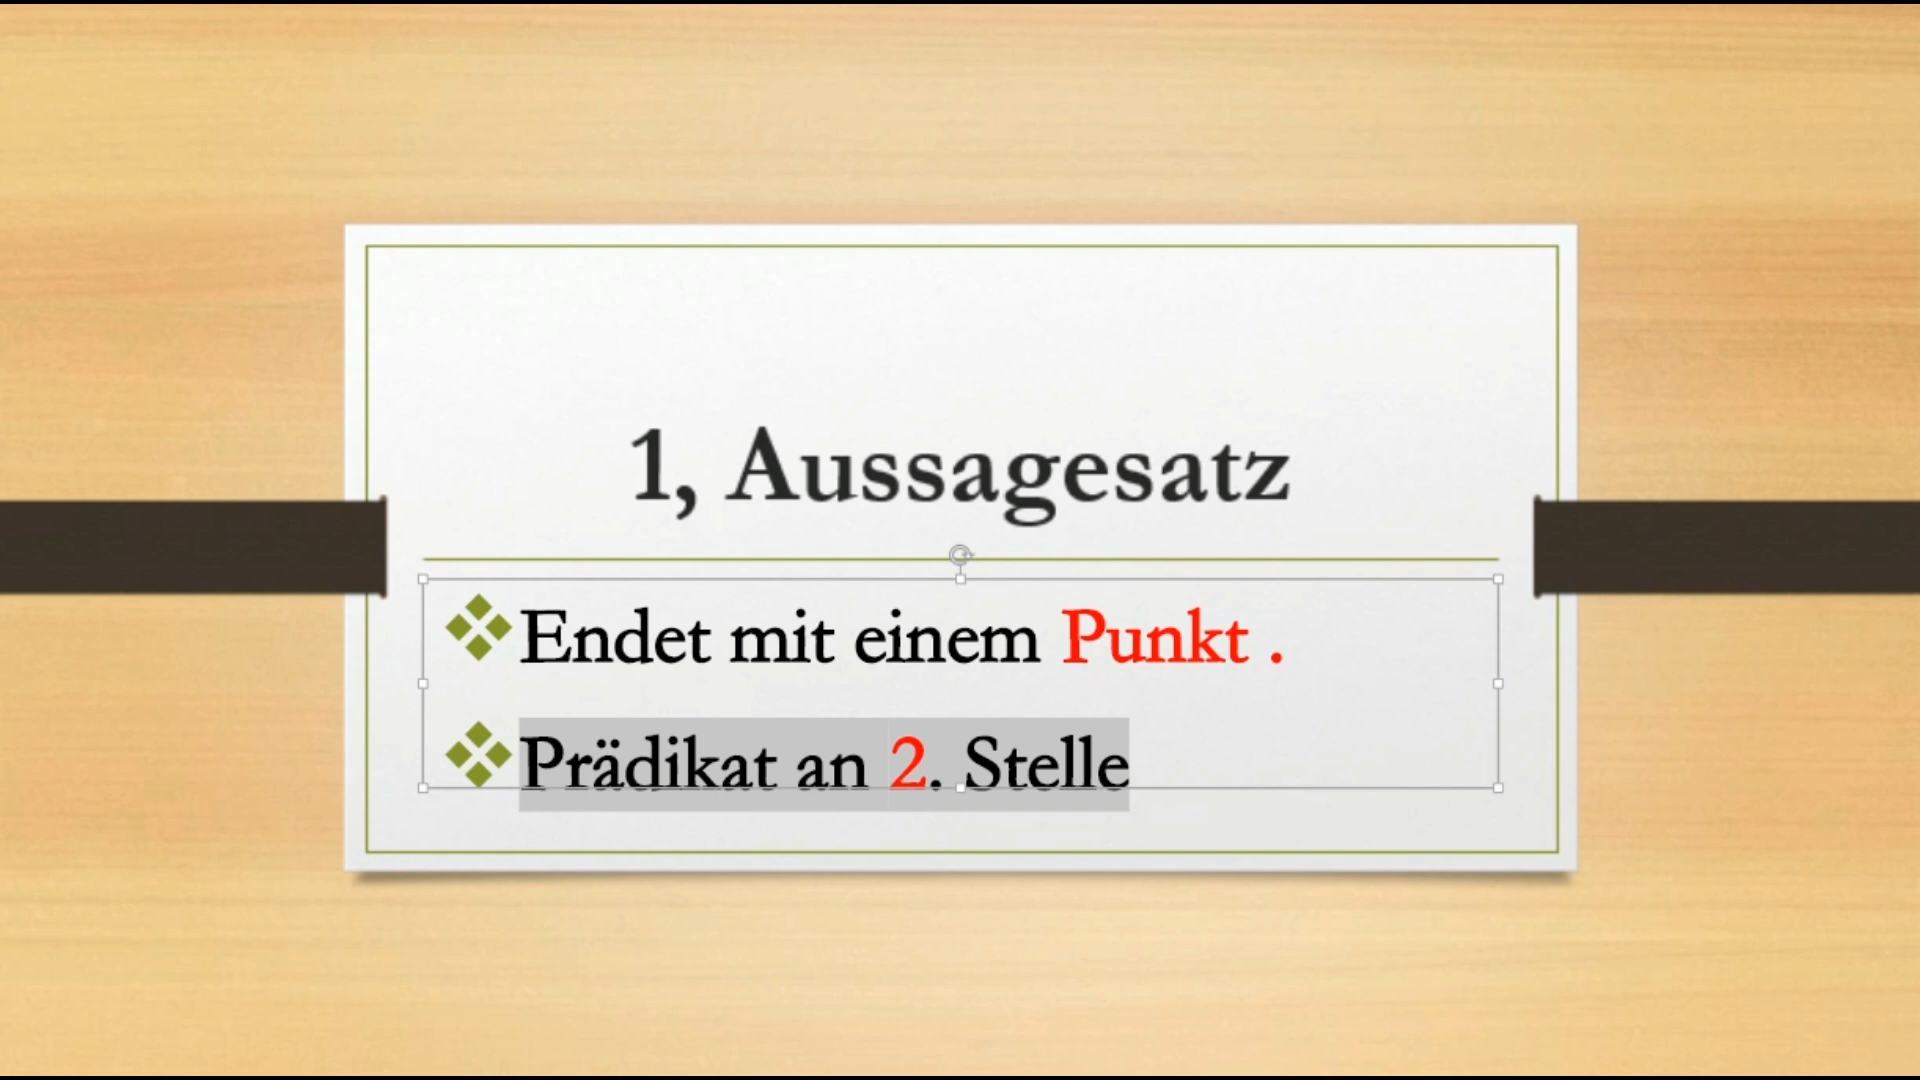 1, Aussagesatz
Endet mit einem Punkt .
Prädikat an 2. Stelle